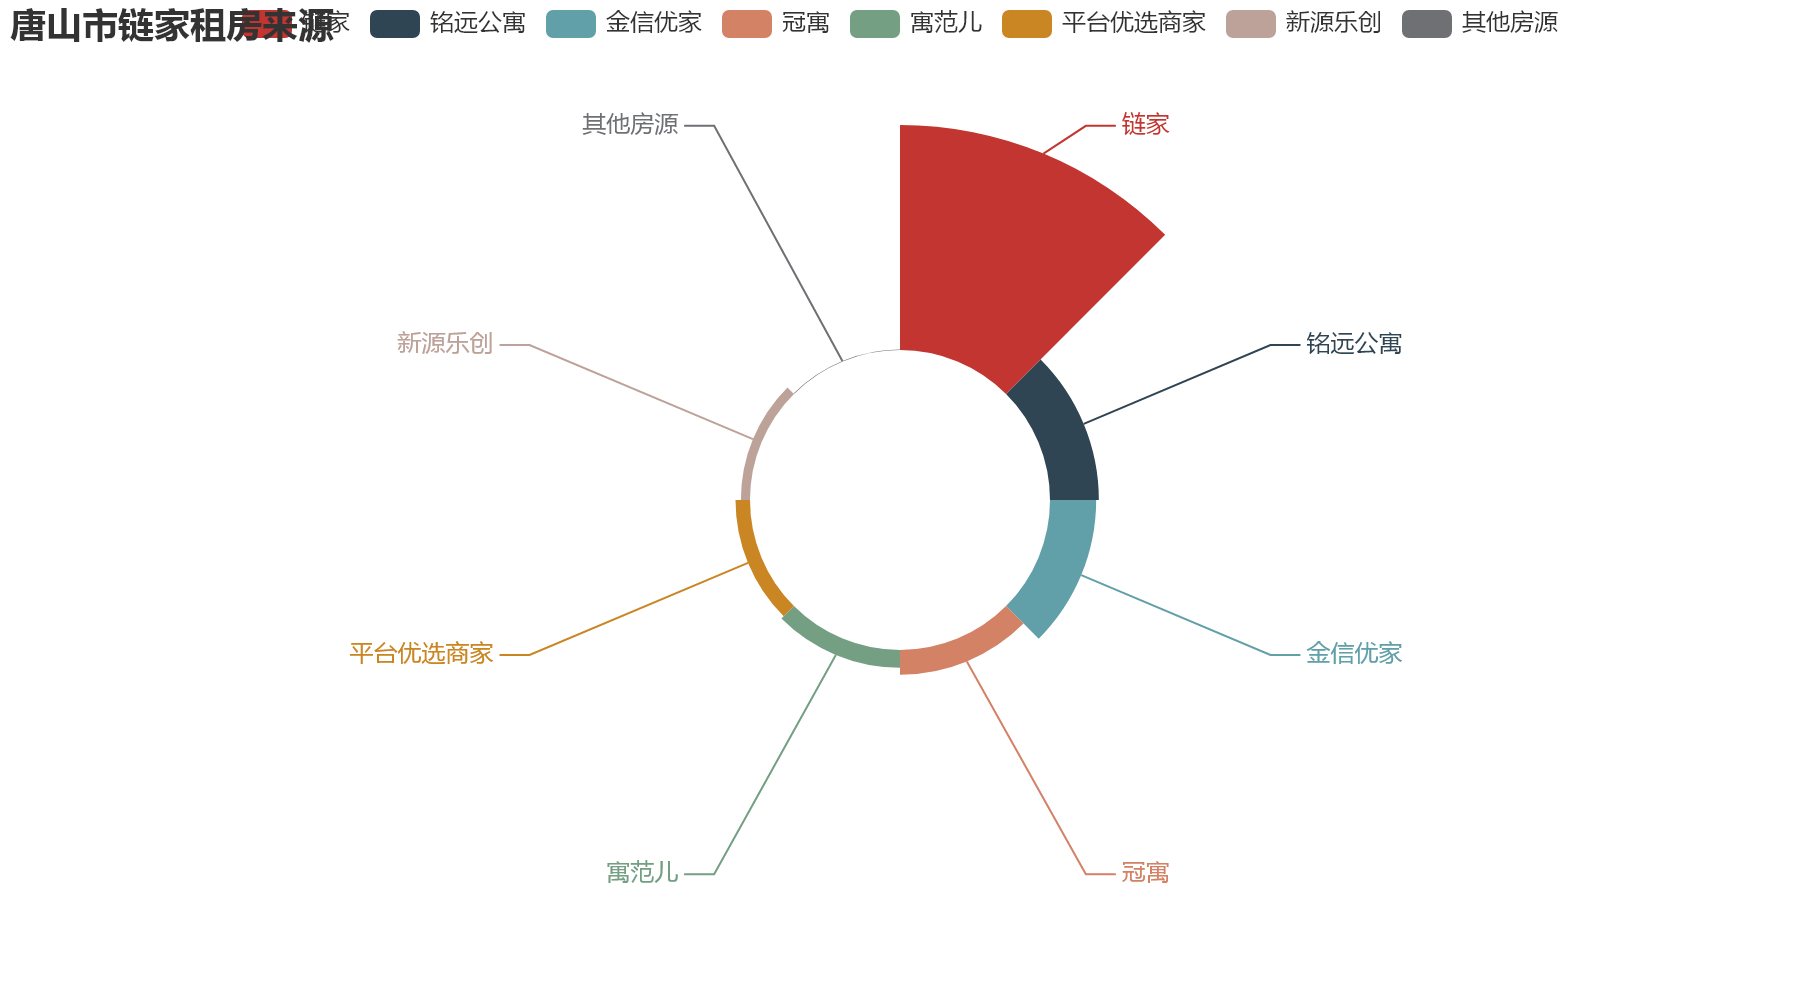 唐山市链家租房来源
链家 铭远公寓 金信优家 冠寓 寓范儿 平台优选商家 新源乐创 其他房源
其他房源
链家
新源乐创
铭远公寓
平台优选商家
金信优家
寓范儿
冠寓